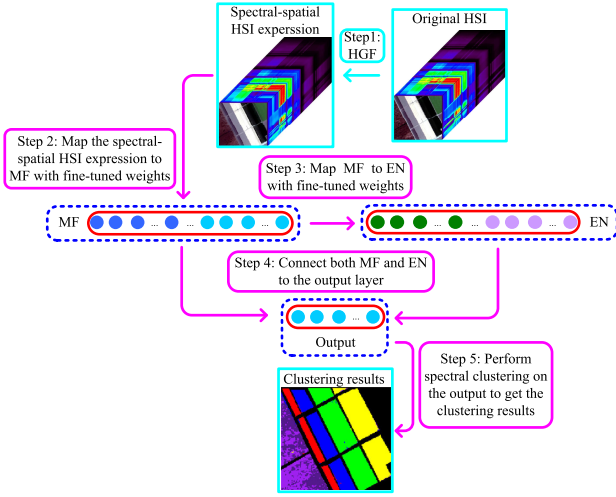 Spectral-spatial
HSI experssion
Step1:
HGF
Original HSI
Step 2: Map the spectral-
spatial HSI expression to
MF with fine-tuned weights
Step 3: Map MF to EN
with fine-tuned weights
MF
... ... ...
... ... ...
EN
Step 4: Connect both MF and EN
to the output layer
...
Output
Step 5: Perform
spectral clustering on
the output to get the
clustering results
Clustering results